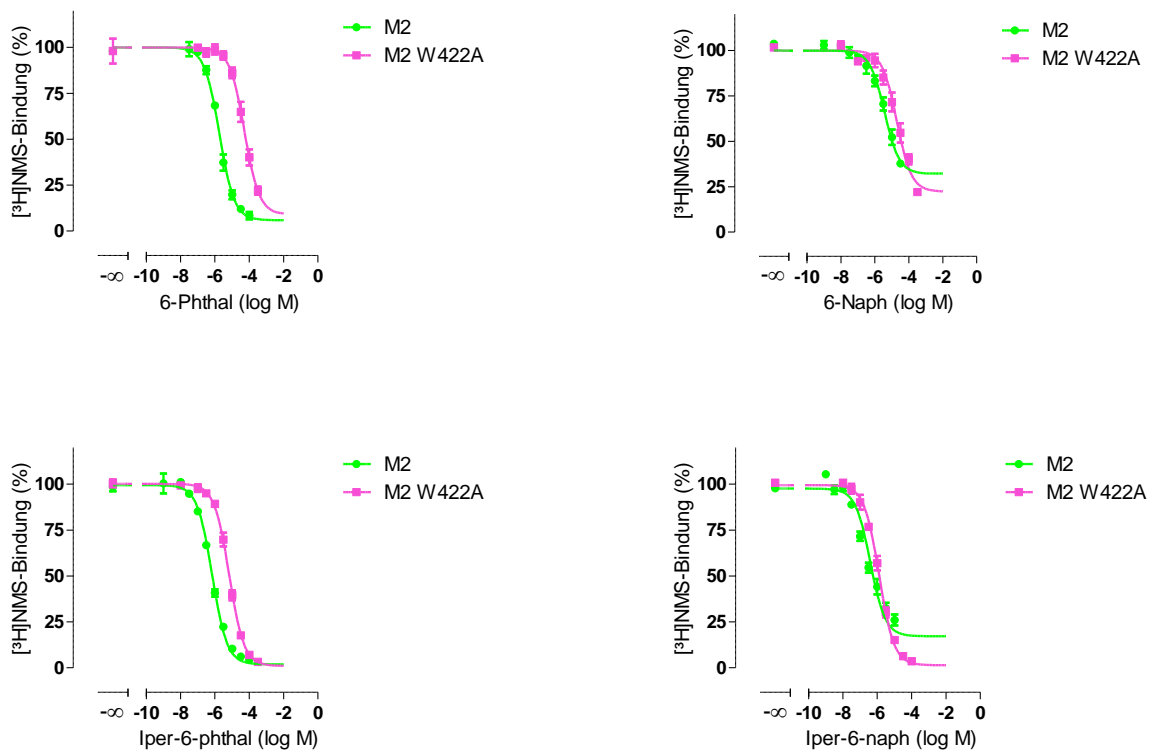 M2
M2 W422A
[³H]NMS-Bindung (%)
100
75
50
25
0
-∞ -10 -8 -6 -4 -2 0
6-Phthal (log M)
M2
M2 W422A
[³H]NMS-Bindung (%)
100
75
50
25
0
-∞ -10 -8 -6 -4 -2 0
6-Naph (log M)
M2
M2 W422A
[³H]NMS-Bindung (%)
100
75
50
25
0
-∞ -10 -8 -6 -4 -2 0
Iper-6-phthal (log M)
M2
M2 W422A
[³H]NMS-Bindung (%)
100
75
50
25
0
-∞ -10 -8 -6 -4 -2 0
Iper-6-naph (log M)